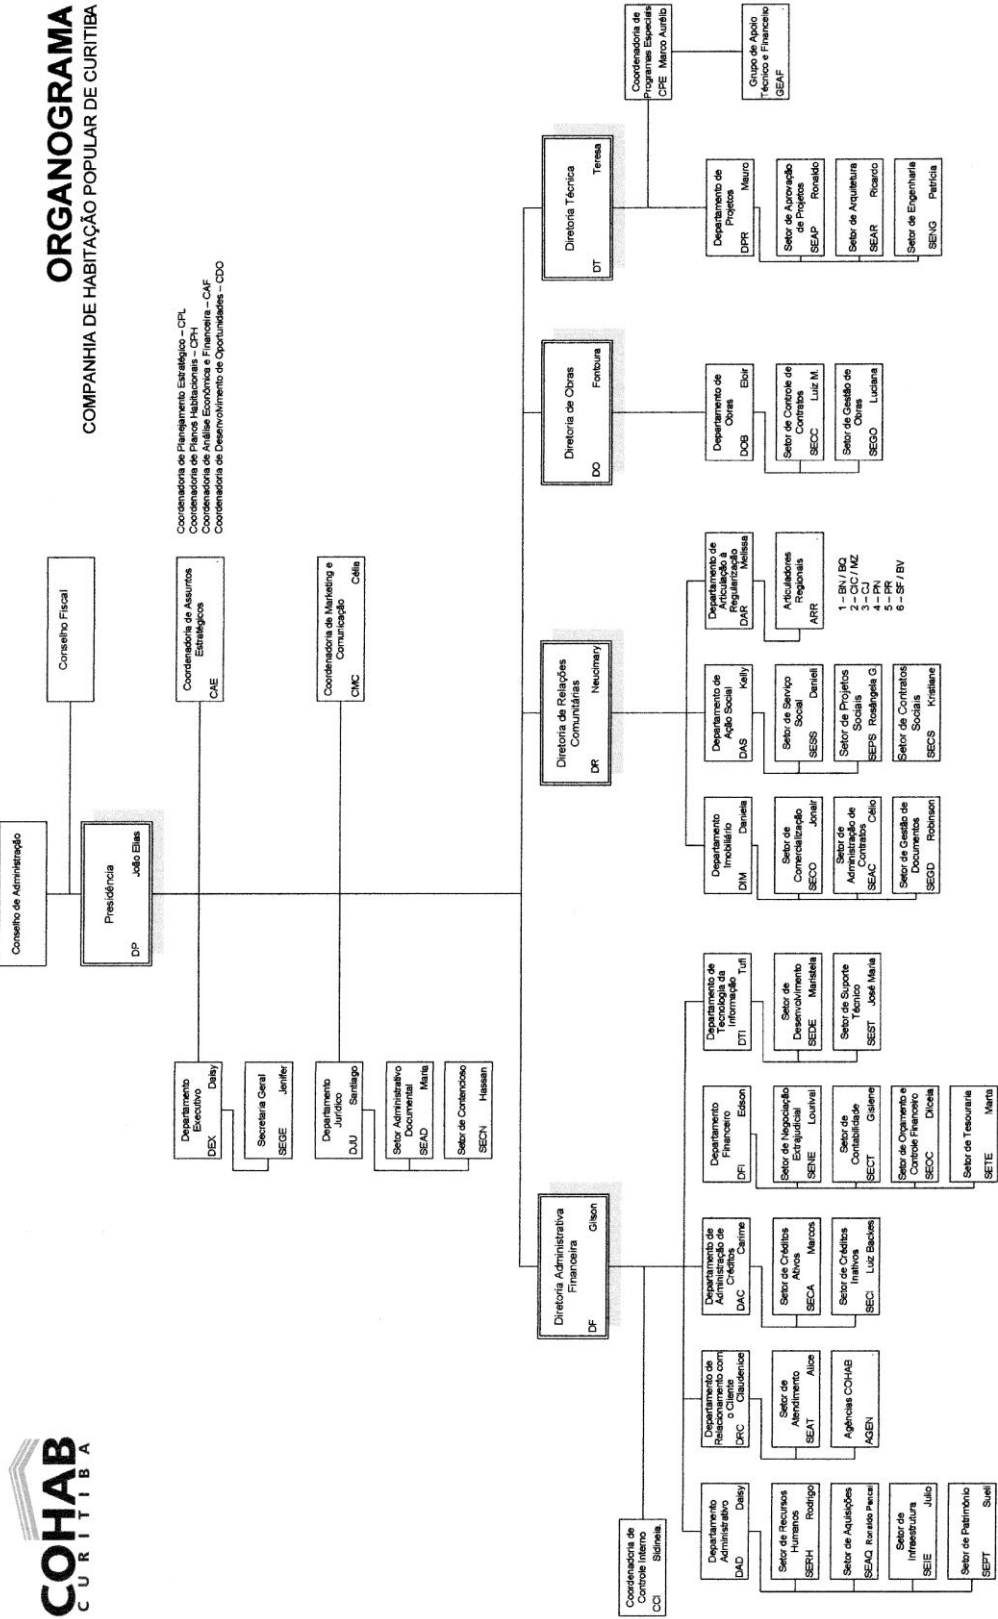 COHAB
CURITIBA
ORGANOGRAMA
COMPANHIA DE HABITAÇÃO POPULAR DE CURITIBA
Conselho de Administração
Conselho Fiscal
Presidência
DP João Elias
Departamento
Executivo
DEX Daisy
Secretaria Geral
SEGE Jenifer
Coordenadoria de Assuntos
Estratégicos
CAE
Coordenadoria de Planejamento Estratégico – CPL
Coordenadoria de Planos Habitacionais – CPH
Coordenadoria de Análise Econômica e Financeira – CAF
Coordenadoria de Desenvolvimento de Oportunidades – CDO
Departamento
Jurídico
DJU Santiago
Setor Administrativo
Documental
SEAD Maria
Setor de Contencioso
SECN Hassan
Coordenadoria de Marketing e
Comunicação
CMC Célia
Diretoria Administrativa
Financeira
DF Gilson
Diretoria de Relações
Comunitárias
DR Neucimary
Diretoria de Obras
DO Fontoura
Diretoria Técnica
DT Teresa
Coordenadoria de
Controle Interno
CCI Sidineia.
Coordenadoria de
Programas Especiais
CPE Marco Aurélio
Grupo de Apoio
Técnico e Financeiro
GEAF
Departamento
Administrativo
DAD Daisy
Setor de Recursos
Humanos
SERH Rodrigo
Setor de Aquisições
SEAQ Ronaldo Pancai
Setor de
Infraestrutura
SEIE Julio
Setor de Patrimônio
SEPT Sueli
Departamento de
Relacionamento com
o Cliente
DRC Claudenice
Setor de
Atendimento
SEAT Alice
Agências COHAB
AGEN
Departamento de
Administração de
Créditos
DAC Carime
Setor de Créditos
Ativos
SECA Marcos
Setor de Créditos
Inativos
SECI Luiz Backes
Departamento
Financeiro
DFI Edson
Setor de Negociação
Extrajudicial
SENE Lourival
Setor de
Contabilidade
SECT Gislene
Setor de Orçamento e
Controle Financeiro
SEOC Dilceia
Setor de Tesouraria
SETE Marta
Departamento de
Tecnologia da
Informação
DTI Tufi
Setor de
Desenvolvimento
SEDE Maristela
Setor de Suporte
Técnico
SEST José Maria
Departamento
Imobiliário
DIM Daniela
Setor de
Comercialização
SECO Jonair
Setor de
Administração de
Contratos
SEAC Célio
Setor de Gestão de
Documentos
SEGD Robinson
Departamento de
Ação Social
DAS Kelly
Setor de Serviço
Social
SESS Danieli
Setor de Projetos
Sociais
SEPS Rosângela G.
Setor de Contratos
Sociais
SECS Kristiane
Departamento de
Articulação à
Regularização
DAR Melissa
Articuladores
Regionais
ARR
1 – BN / BQ
2 – CIC / MZ
3 – CJ
4 – PN
5 – PR
6 – SF / BV
Departamento de
Obras
DOB Eloir
Setor de Controle de
Contratos
SECC Luiz M.
Setor de Gestão de
Obras
SEGO Luciana
Departamento de
Projetos
DPR Mauro
Setor de Aprovação
de Projetos
SEAP Ronaldo
Setor de Arquitetura
SEAR Ricardo
Setor de Engenharia
SENG Patrícia